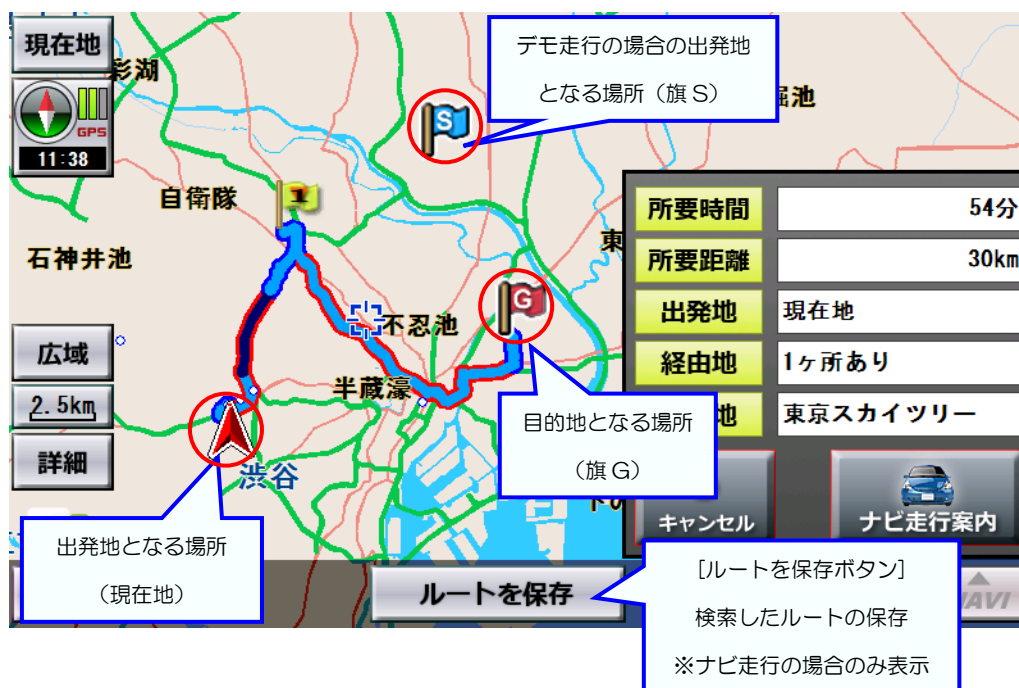 現在地
彩湖
GPS
11:38
デモ走行の場合の出発地
となる場所（旗S）
S
池
自衛隊
1
石神井池
東
所要時間
54分
所要距離
30km
出発地
現在地
経由地
1ヶ所あり
地
東京スカイツリー
G
不忍池
広域
2.5km
詳細
半蔵濠
渋谷
目的地となる場所
（旗G）
キャンセル
ナビ走行案内
出発地となる場所
（現在地）
ルートを保存
[ルートを保存ボタン]
検索したルートの保存
※ナビ走行の場合のみ表示
NAVI